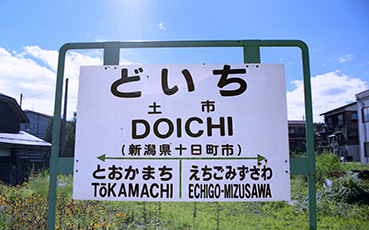 どいち
土市
DOICHI
(新潟県十日町市)
とおかまち えちごみずさわ
TŌKAMACHI ECHIGO-MIZUSAWA